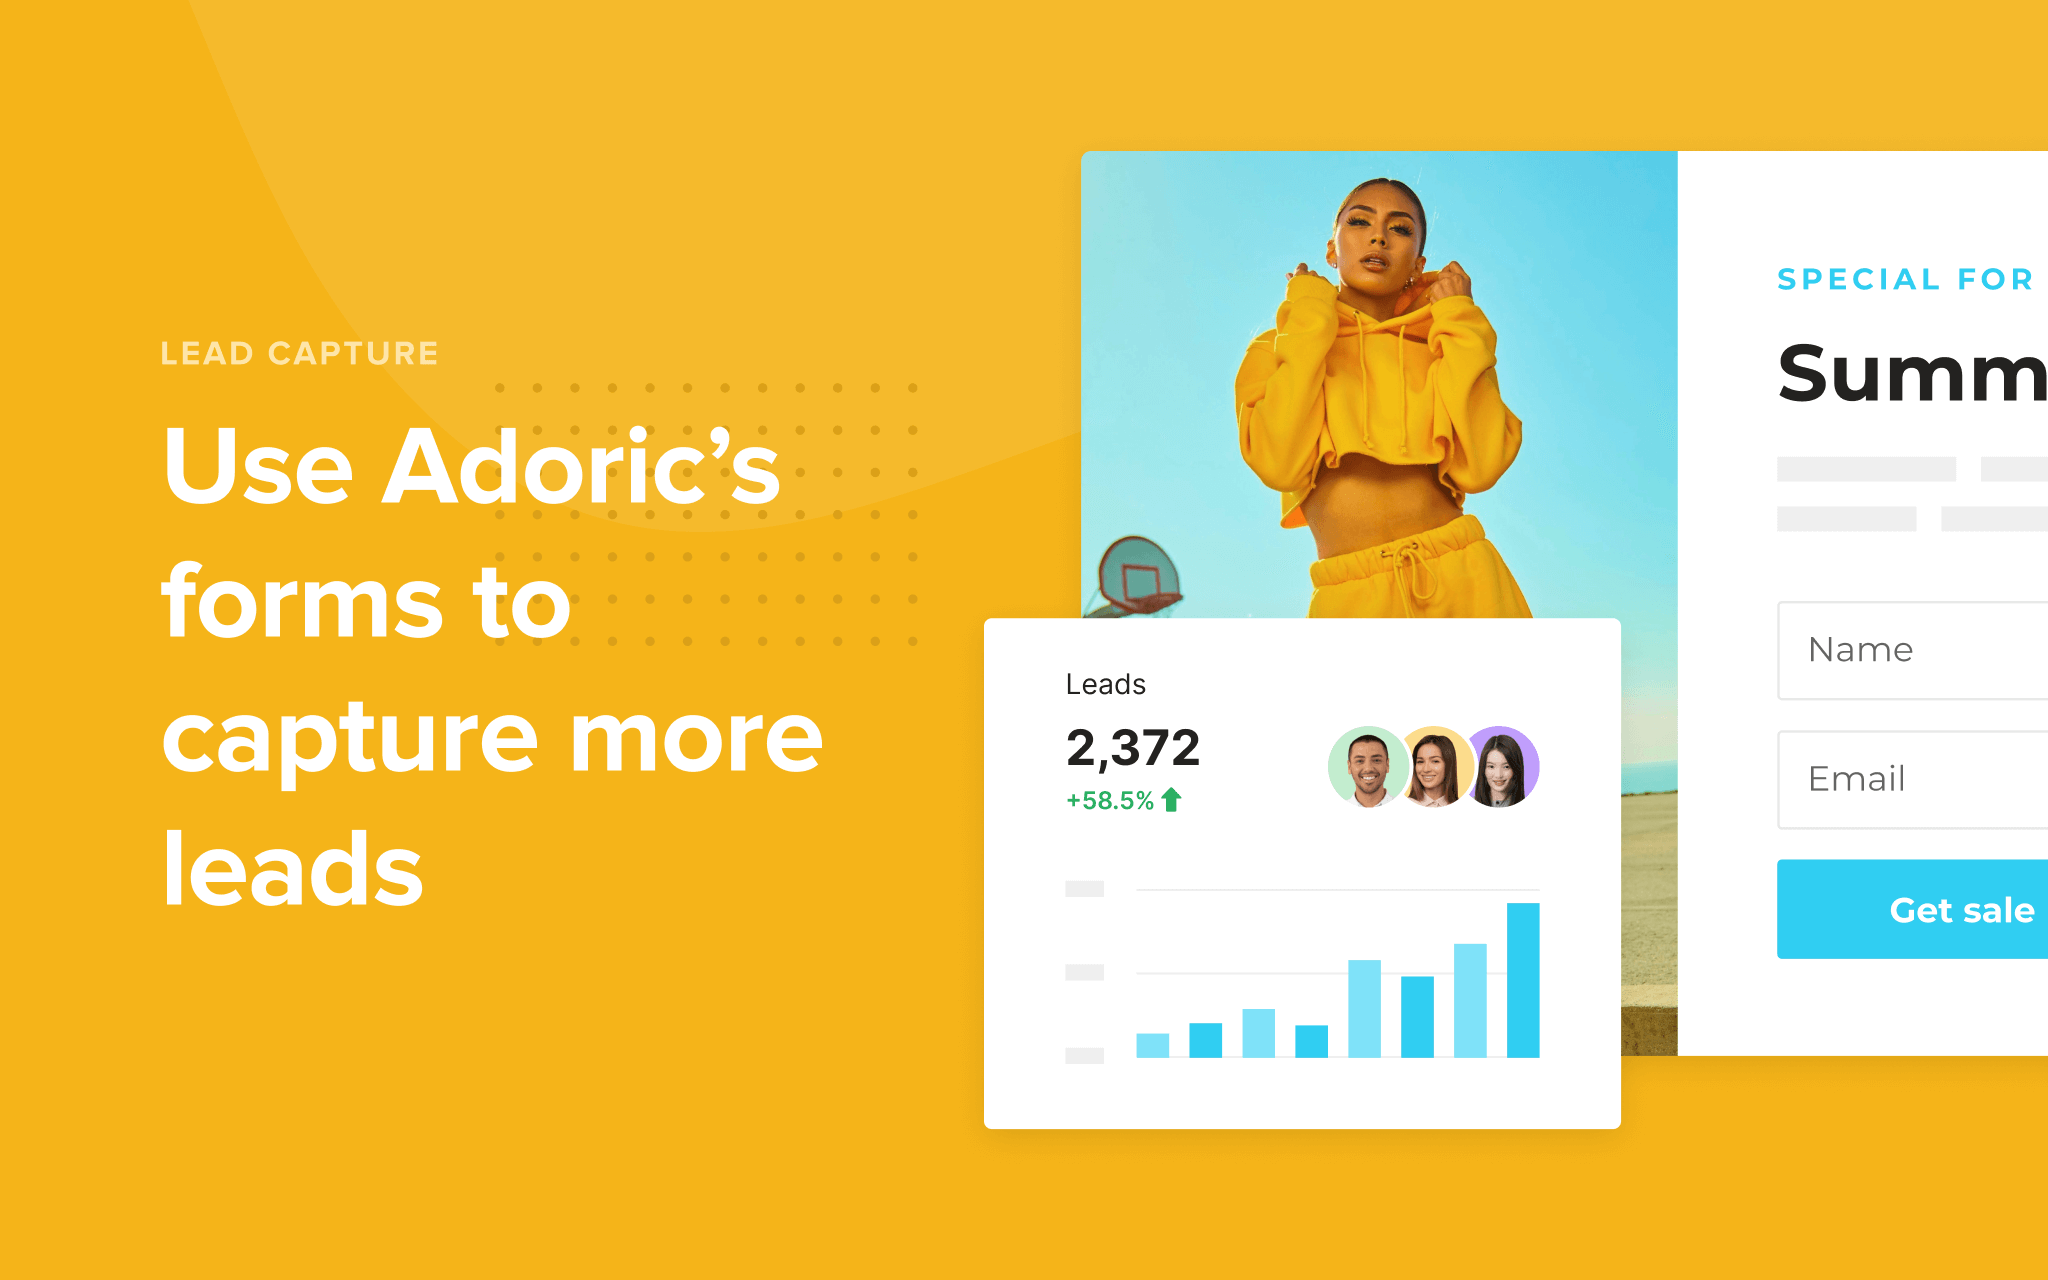 LEAD CAPTURE
Use Adoric’s
forms to
capture more
leads
SPECIAL FOR
Name
Email
Get sale
Leads
2,372
+58.5%